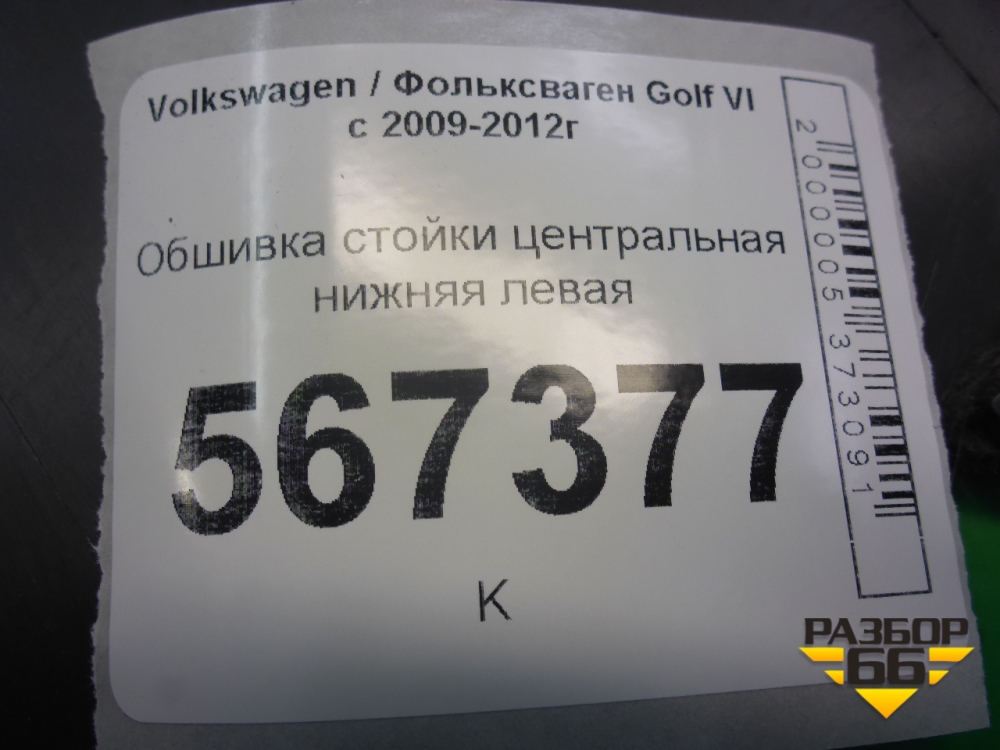 Volkswagen / Фольксваген Golf VI
с 2009-2012г
Обшивка стойки центральная
нижняя левая
567377
К
2000005373091
РАЗБОР
66